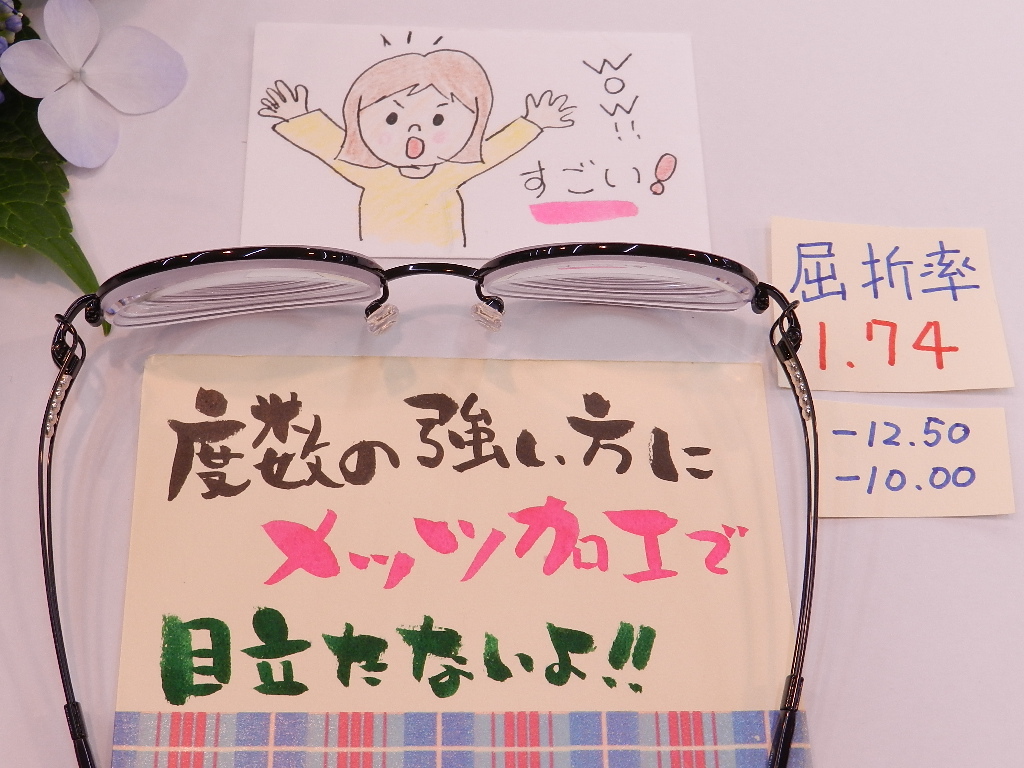 WOW!!
すごい!
屈折率
1.74
-12.50
-10.00
度数の強い方に
メッツ加工で
目立たないよ!!